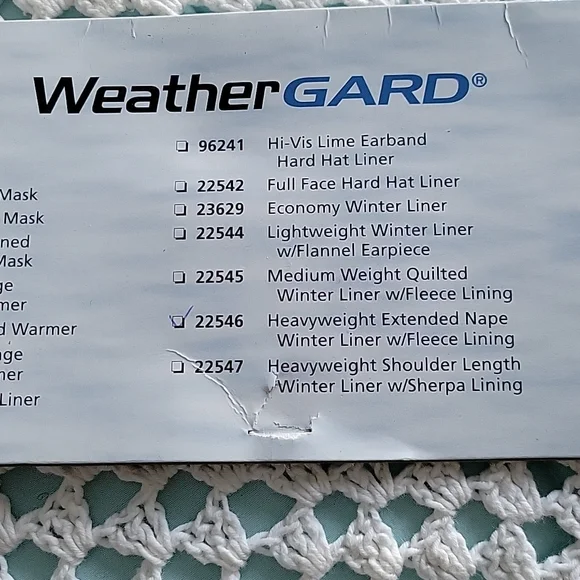 WeatherGARD®
☐ 96241 Hi-Vis Lime Earband
Hard Hat Liner
☐ 22542 Full Face Hard Hat Liner
☐ 23629 Economy Winter Liner
☐ 22544 Lightweight Winter Liner
w/Flannel Earpiece
☐ 22545 Medium Weight Quilted
Winter Liner w/Fleece Lining
☑ 22546 Heavyweight Extended Nape
Winter Liner w/Fleece Lining
☐ 22547 Heavyweight Shoulder Length
Winter Liner w/Sherpa Lining
Mask
Mask
ned
Mask
ge
mer
d Warmer
ge
ner
Liner